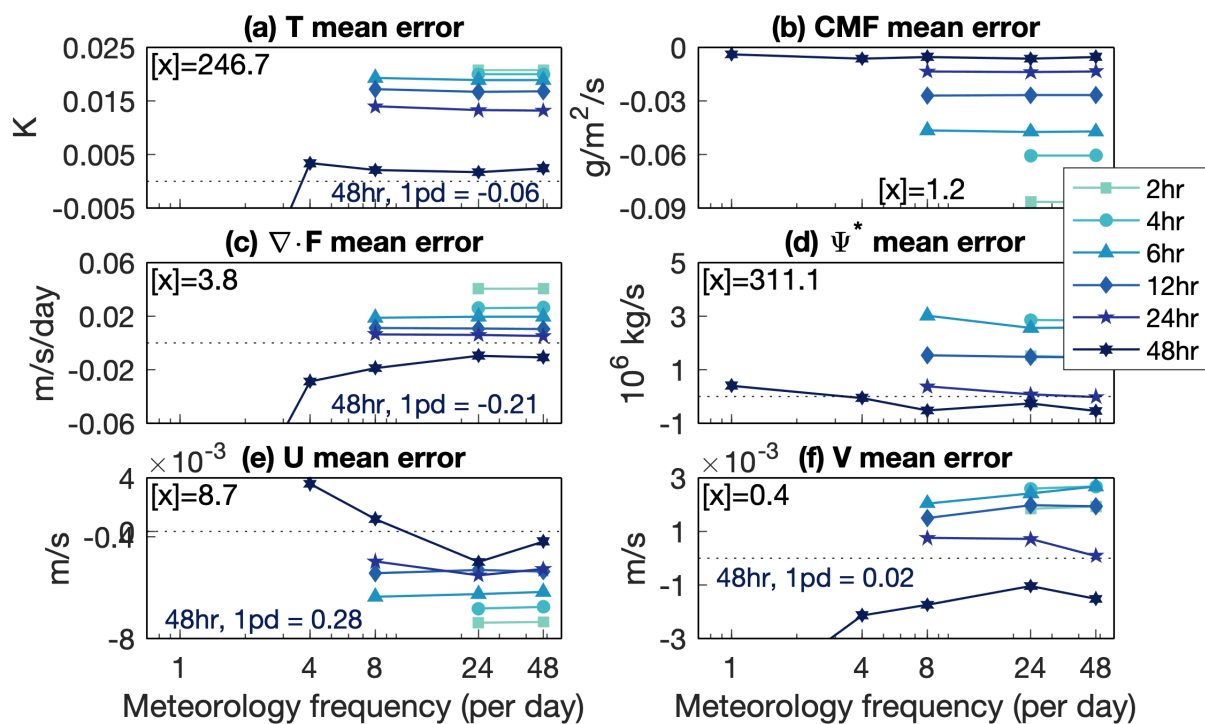 (a) T mean error
(b) CMF mean error
0.025
0.015
0.005
-0.005
K
[x]=246.7
48hr, 1pd = -0.06
0
-0.03
-0.06
-0.09
g/m²/s
[x]=1.2
2hr
4hr
6hr
12hr
24hr
48hr
(c) ∇·F mean error
(d) Ψ* mean error
0.06
0.02
-0.02
-0.06
m/s/day
[x]=3.8
48hr, 1pd = -0.21
5
3
1
-1
10⁶ kg/s
[x]=311.1
× 10⁻³
(e) U mean error
× 10⁻³
(f) V mean error
4
0
-0.4
-8
m/s
[x]=8.7
48hr, 1pd = 0.28
3
1
-1
-3
m/s
[x]=0.4
48hr, 1pd = 0.02
1 4 8 24 48
Meteorology frequency (per day)
1 4 8 24 48
Meteorology frequency (per day)